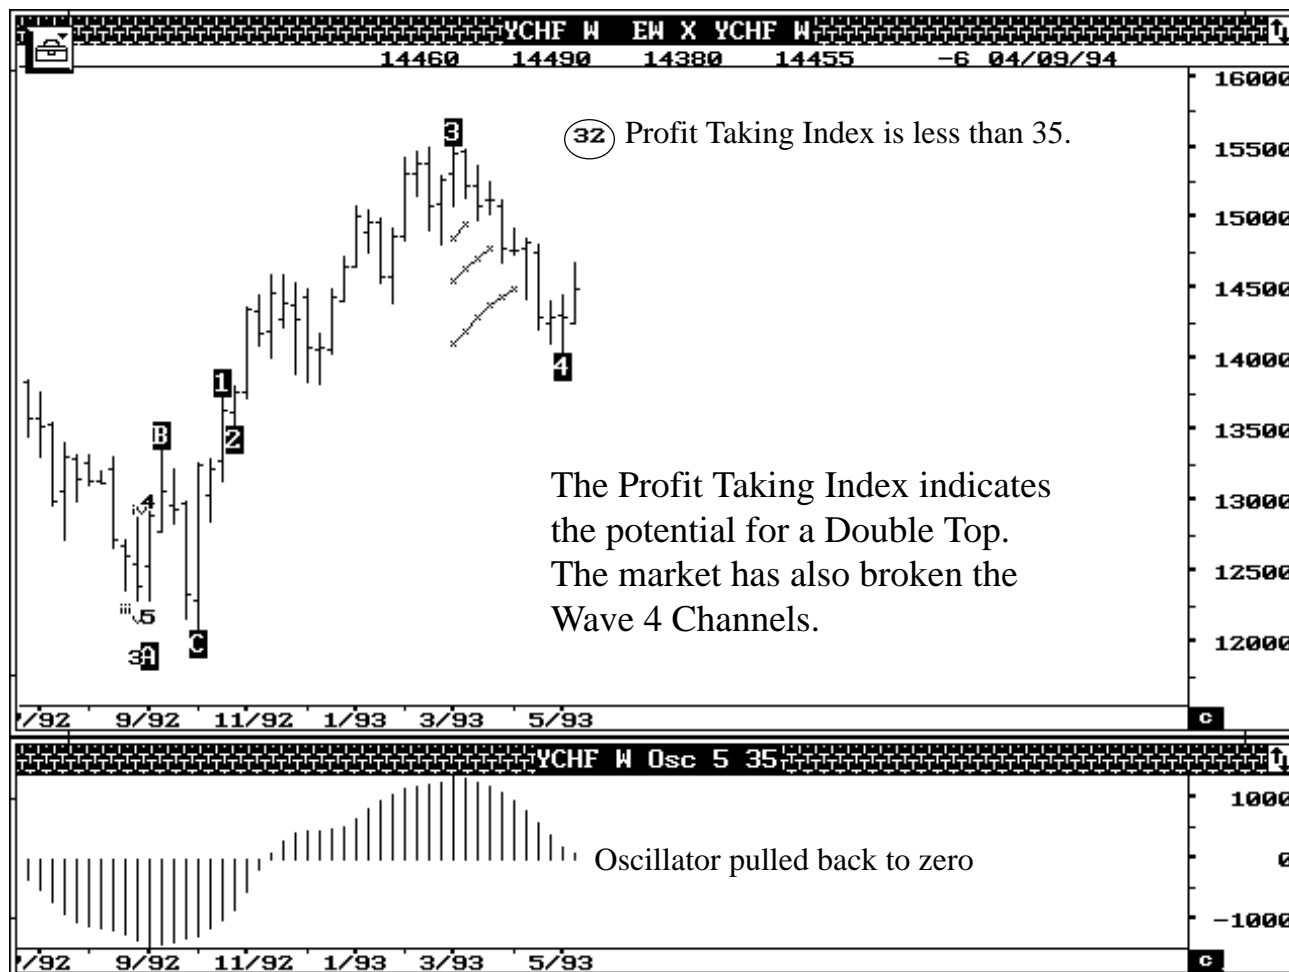 YCHF W EW X YCHF W
14460 14490 14380 14455 -6 04/09/94
16000
3
32 Profit Taking Index is less than 35.
15500
15000
14500
14000
4
1
13500
B
2
The Profit Taking Index indicates
the potential for a Double Top.
The market has also broken the
Wave 4 Channels.
13000
4
iv
12500
iii
v5
12000
C
3A
7/92 9/92 11/92 1/93 3/93 5/93
C
YCHF W Osc 5 35
1000
Oscillator pulled back to zero
0
-1000
7/92 9/92 11/92 1/93 3/93 5/93
C